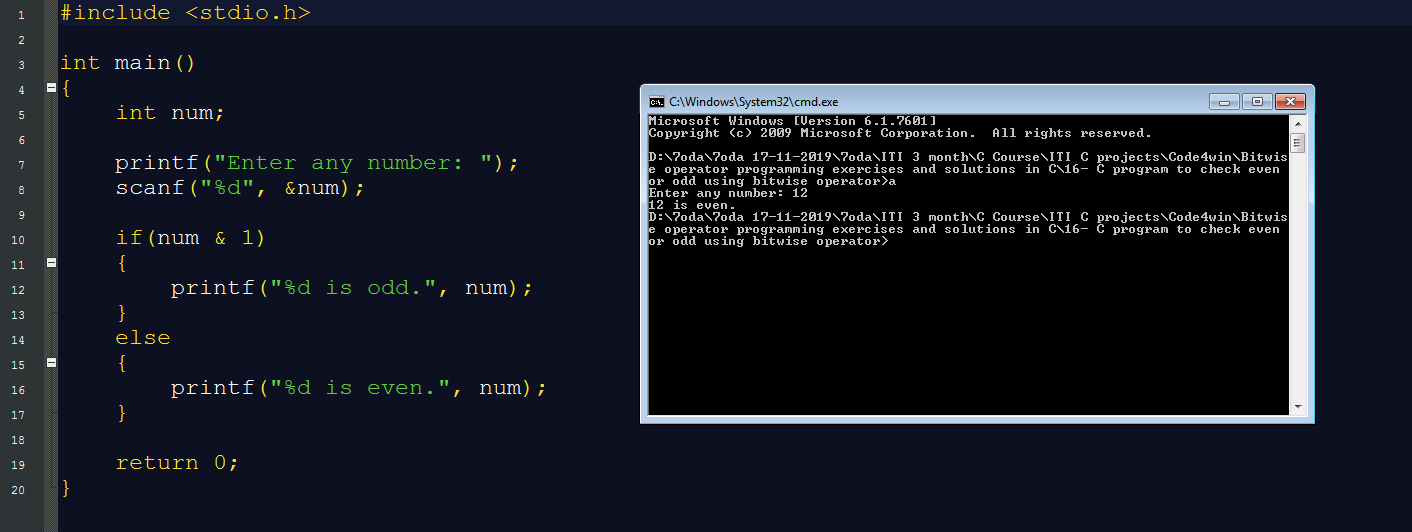 1 #include <stdio.h>
2
3 int main()
4 {
5 int num;
6
7 printf("Enter any number: ");
8 scanf("%d", &num);
9
10 if(num & 1)
11 {
12 printf("%d is odd.", num);
13 }
14 else
15 {
16 printf("%d is even.", num);
17 }
18
19 return 0;
20 }
C:\Windows\System32\cmd.exe
Microsoft Windows [Version 6.1.7601]
Copyright (c) 2009 Microsoft Corporation.  All rights reserved.
D:\7oda\7oda 17-11-2019\7oda\ITI 3 month\C Course\ITI C projects\Code4win\Bitwis
e operator programming exercises and solutions in C\16- C program to check even
or odd using bitwise operator>a
Enter any number: 12
12 is even.
D:\7oda\7oda 17-11-2019\7oda\ITI 3 month\C Course\ITI C projects\Code4win\Bitwis
e operator programming exercises and solutions in C\16- C program to check even
or odd using bitwise operator>